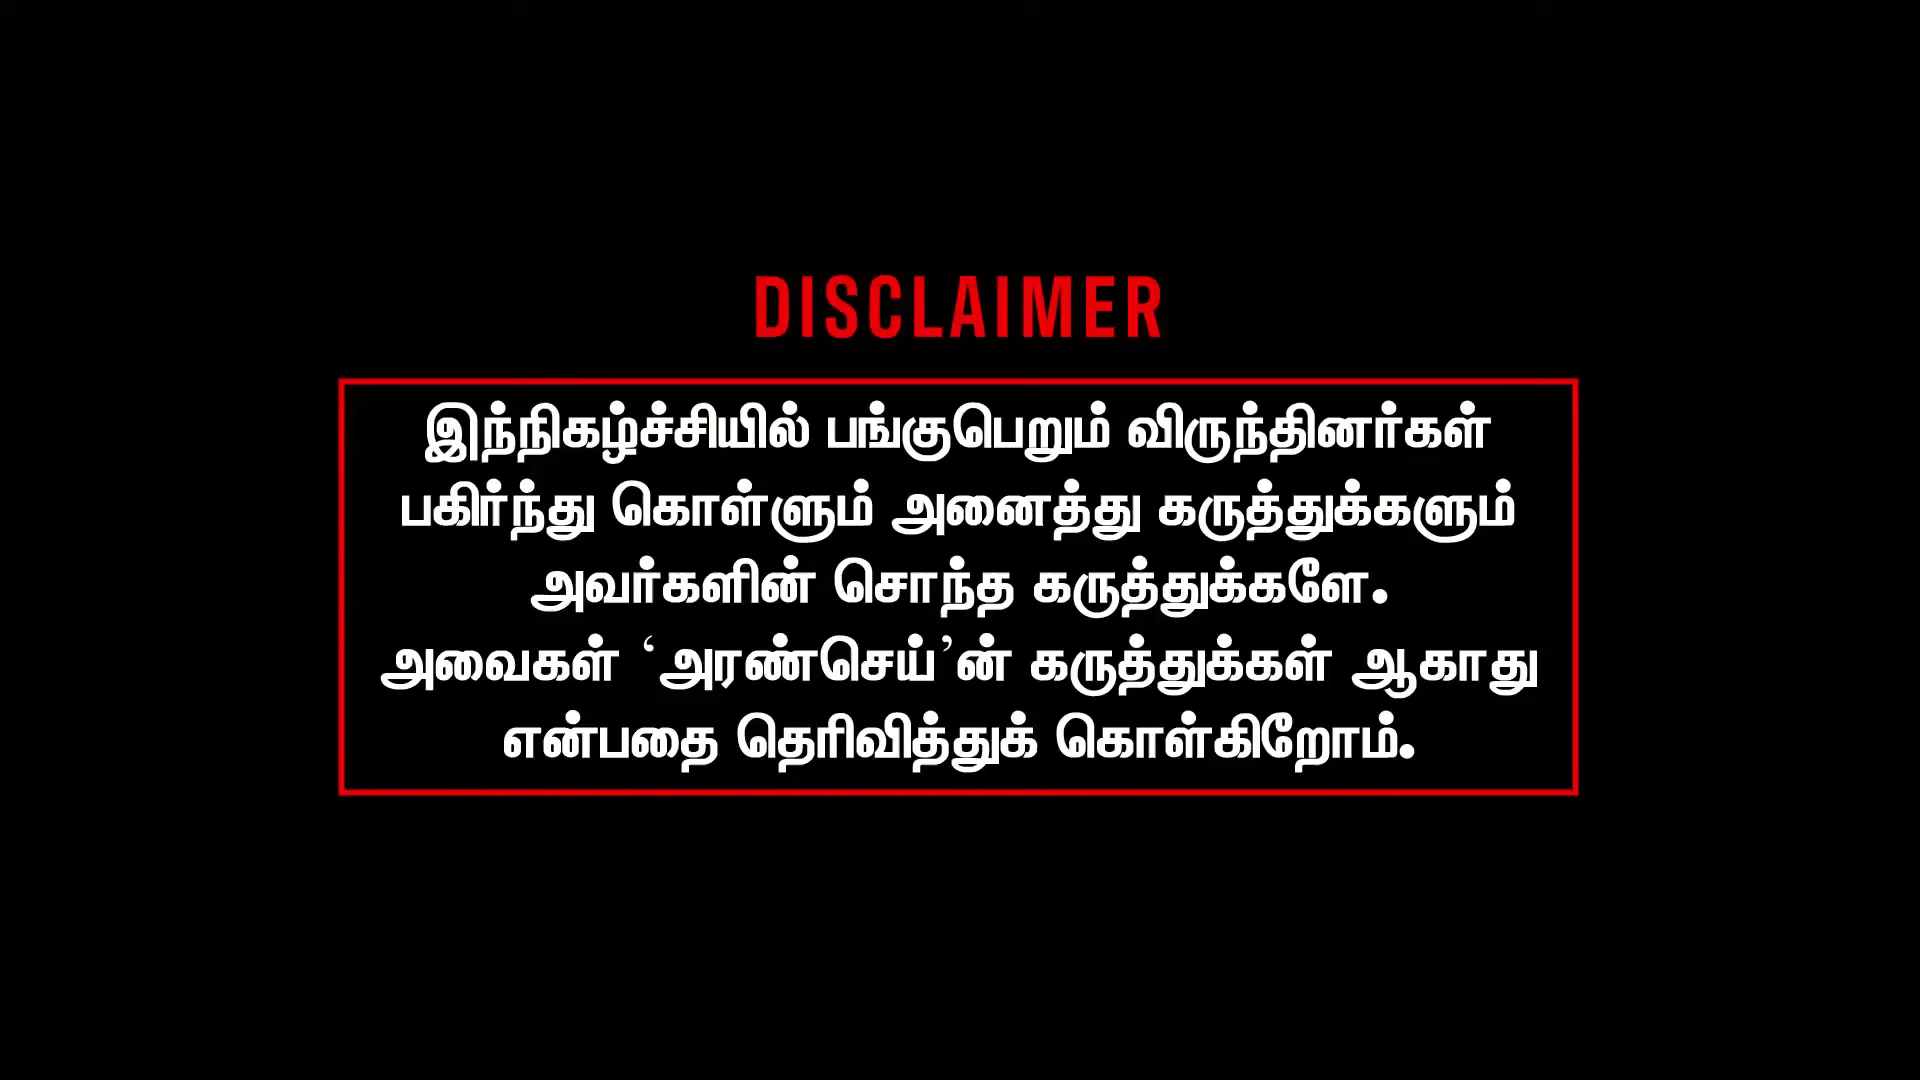 DISCLAIMER
இந்நிகழ்ச்சியில் பங்குபெறும் விருந்தினர்கள்
பகிர்ந்து கொள்ளும் அனைத்து கருத்துக்களும்
அவர்களின் சொந்த கருத்துக்களே.
அவைகள் ‘அரண்செய்’ன் கருத்துக்கள் ஆகாது
என்பதை தெரிவித்துக் கொள்கிறோம்.